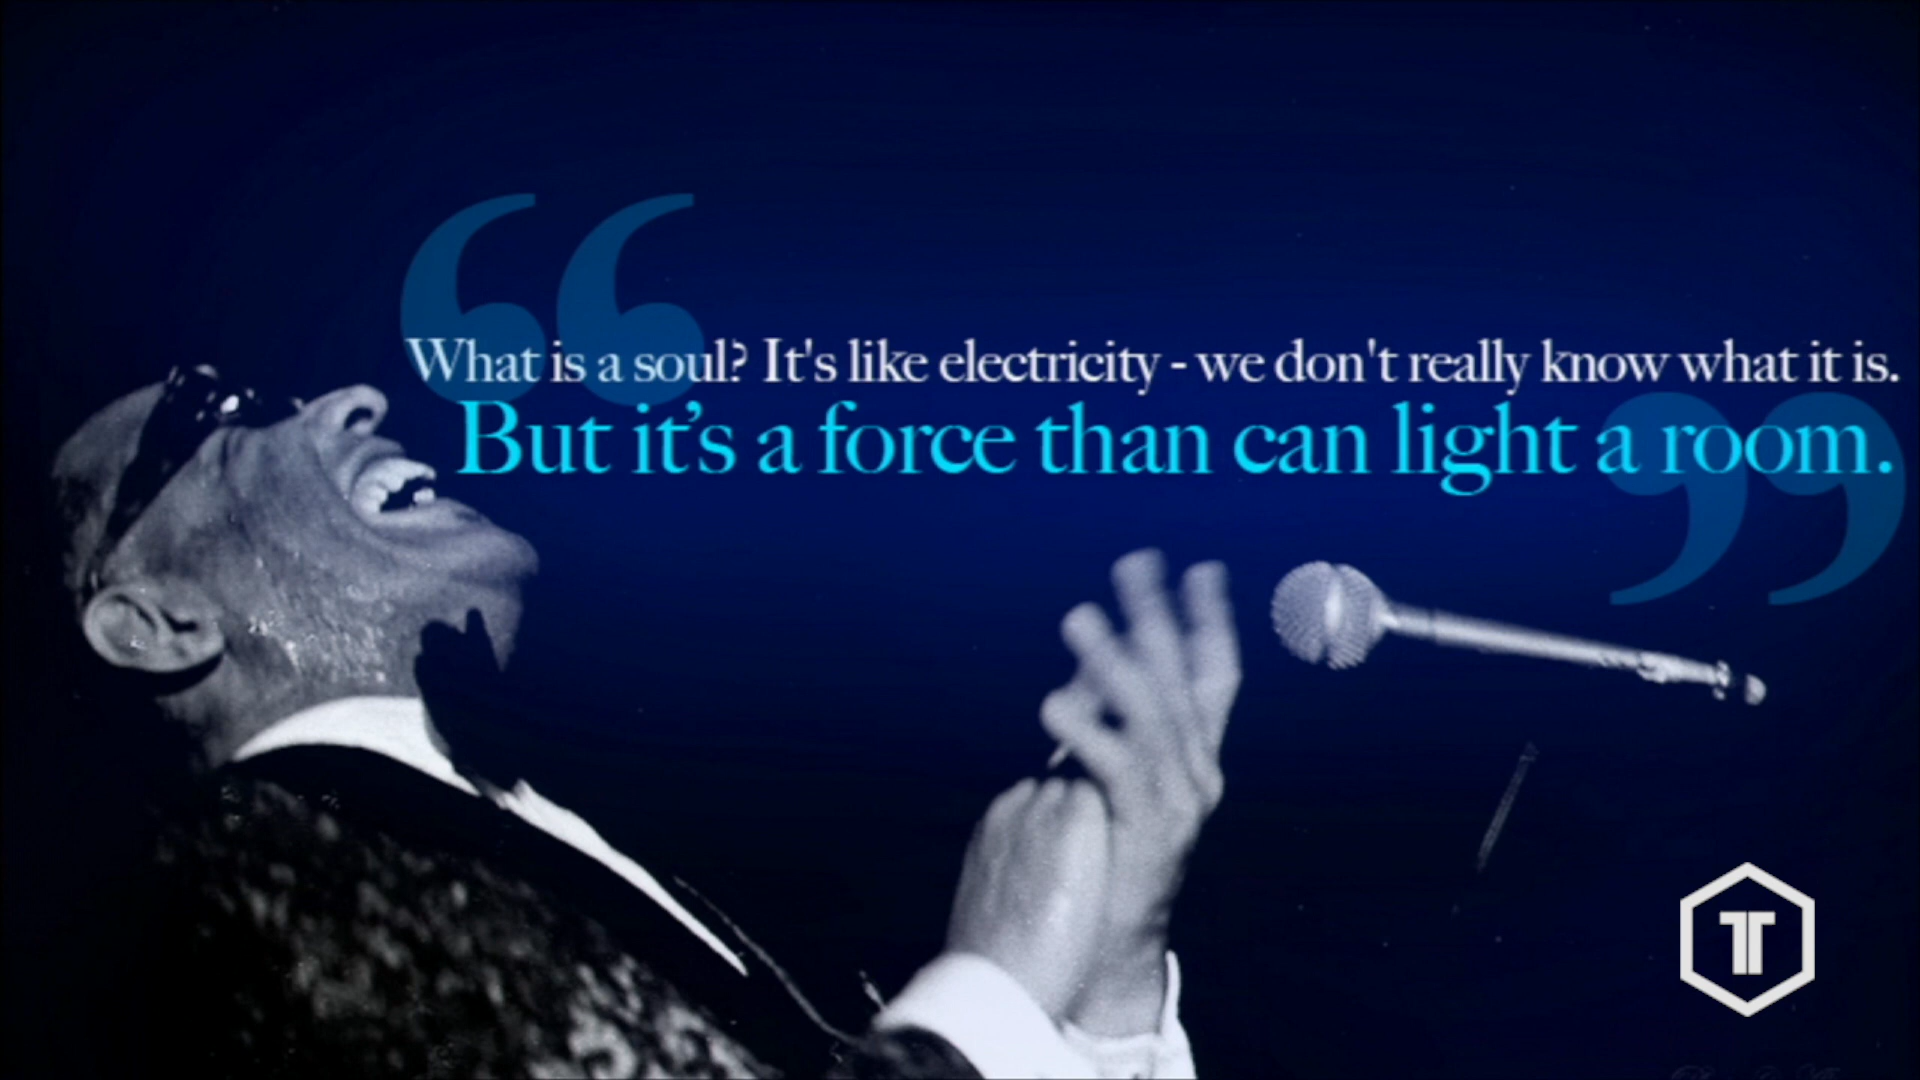 What is a soul? It's like electricity - we don't really know what it is.
But it’s a force than can light a room.